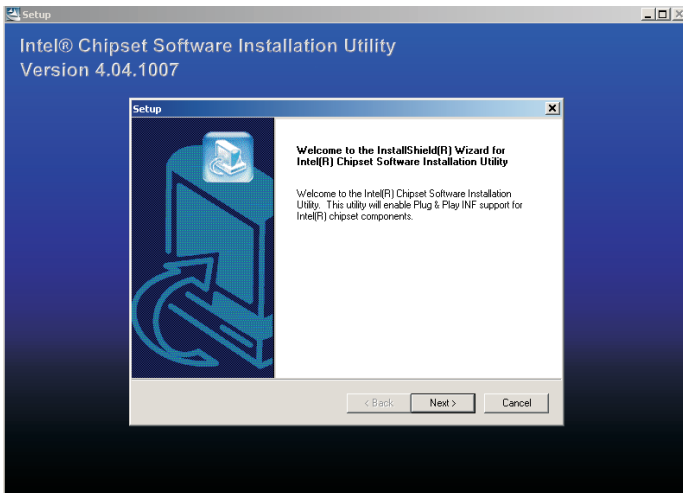 Setup
Intel® Chipset Software Installation Utility
Version 4.04.1007
Setup
Welcome to the InstallShield(R) Wizard for
Intel(R) Chipset Software Installation Utility
Welcome to the Intel(R) Chipset Software Installation
Utility. This utility will enable Plug & Play INF support for
Intel(R) chipset components.
< Back
Next >
Cancel